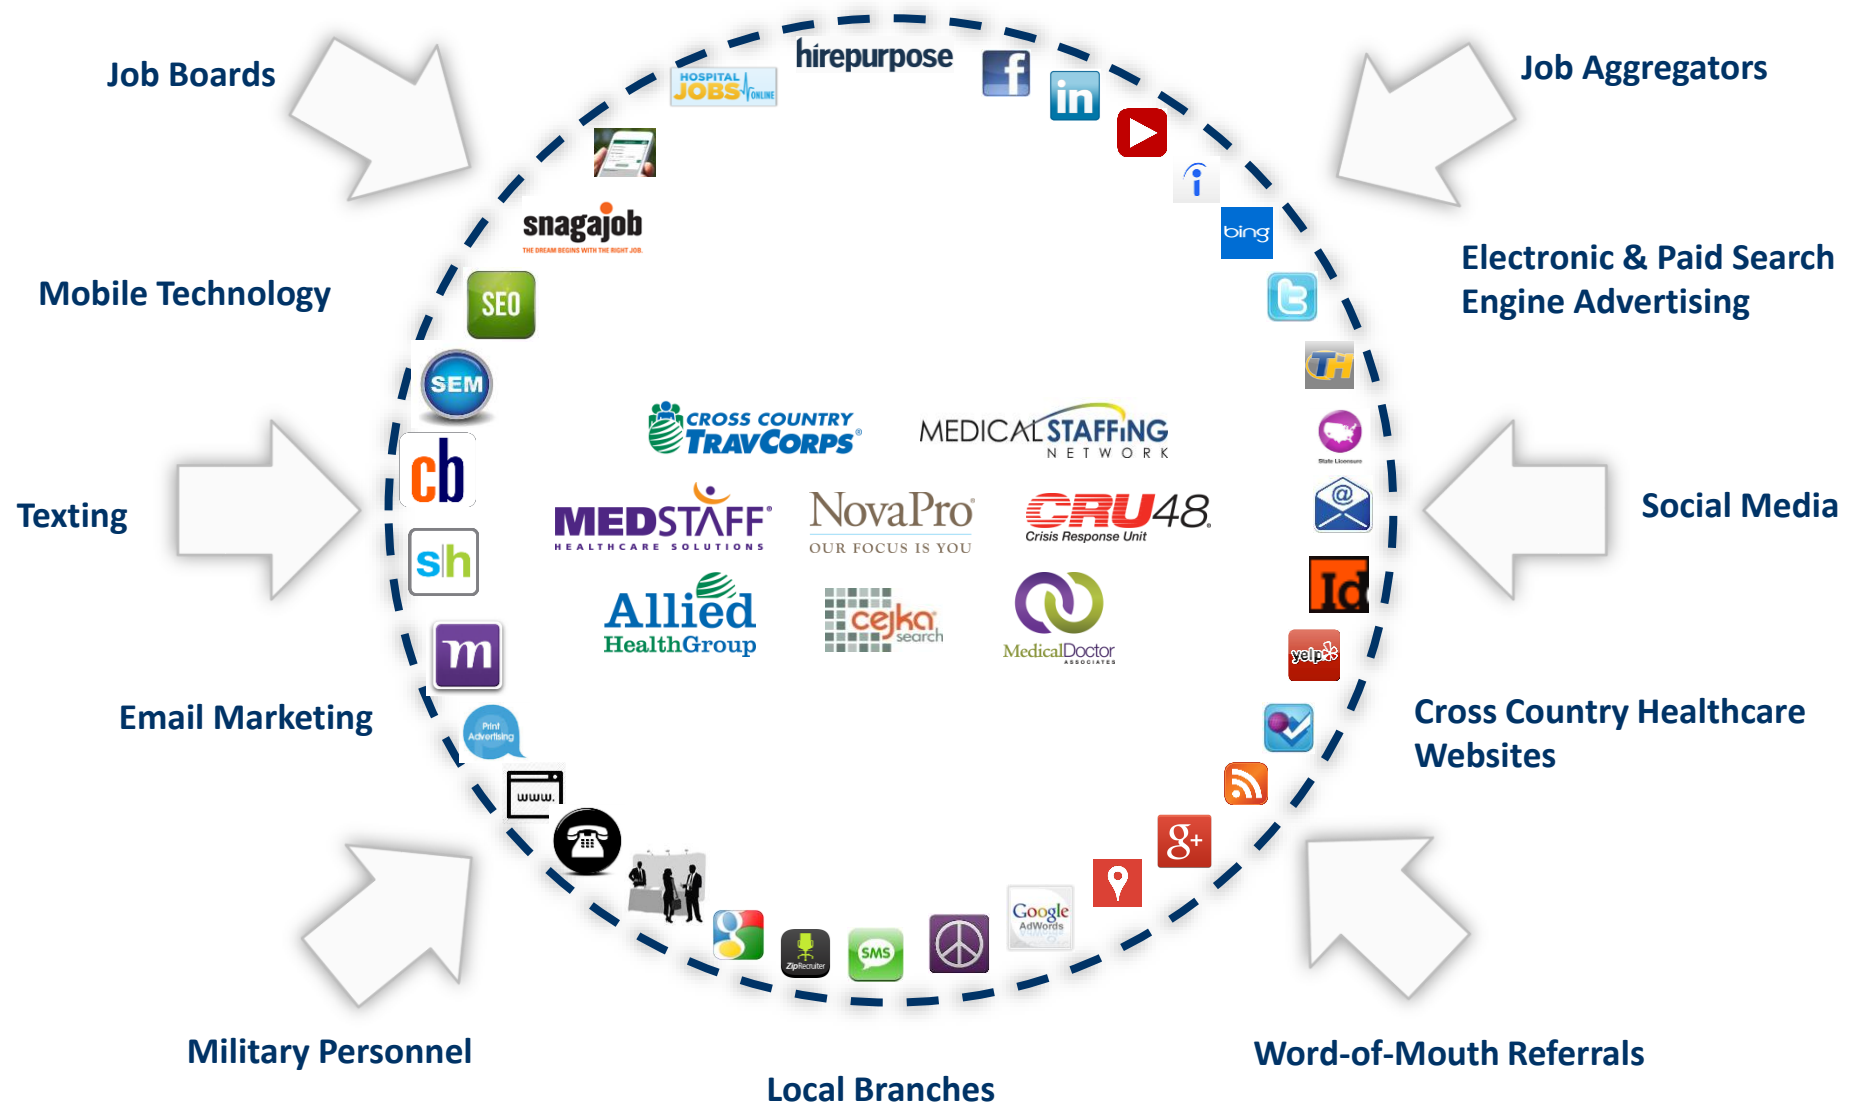 Job Boards
Job Aggregators
Mobile Technology
Electronic & Paid Search
Engine Advertising
Texting
Social Media
Email Marketing
Cross Country Healthcare
Websites
Military Personnel
Word-of-Mouth Referrals
Local Branches
HOSPITAL
JOBS ONLINE
hirepurpose
f
in
i
bing
t
TH
State Licensure
@
Id
yelp
g+
Google
AdWords
SMS
ZipRecruiter
g
www.
Print
Advertising
m
s|h
cb
SEM
SEO
snagajob
THE DREAM BEGINS WITH THE RIGHT JOB.
CROSS COUNTRY
TRAVCORPS®
MEDICAL STAFFING
NETWORK
MEDSTAFF®
HEALTHCARE SOLUTIONS
NovaPro®
OUR FOCUS IS YOU
CRU48®
Crisis Response Unit
Allied
HealthGroup
cejka
search
MedicalDoctor
ASSOCIATES